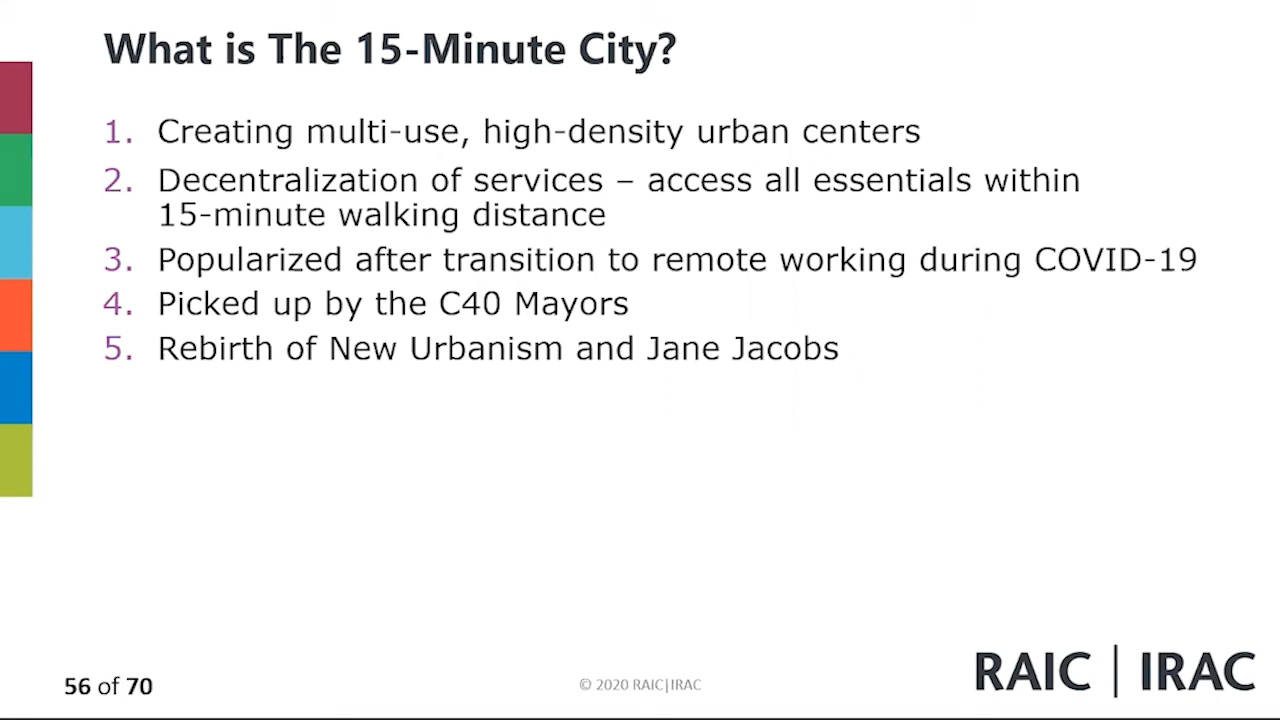 What is The 15-Minute City?
1. Creating multi-use, high-density urban centers
2. Decentralization of services – access all essentials within
15-minute walking distance
3. Popularized after transition to remote working during COVID-19
4. Picked up by the C40 Mayors
5. Rebirth of New Urbanism and Jane Jacobs
56 of 70
© 2020 RAIC|IRAC
RAIC | IRAC